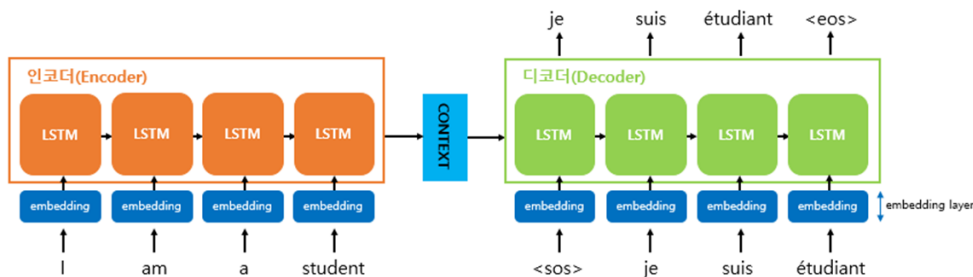 je suis étudiant <eos>
인코더(Encoder)
디코더(Decoder)
LSTM LSTM LSTM LSTM
CONTEXT
LSTM LSTM LSTM LSTM
embedding embedding embedding embedding
embedding embedding embedding embedding
embedding layer
I am a student
<sos> je suis étudiant